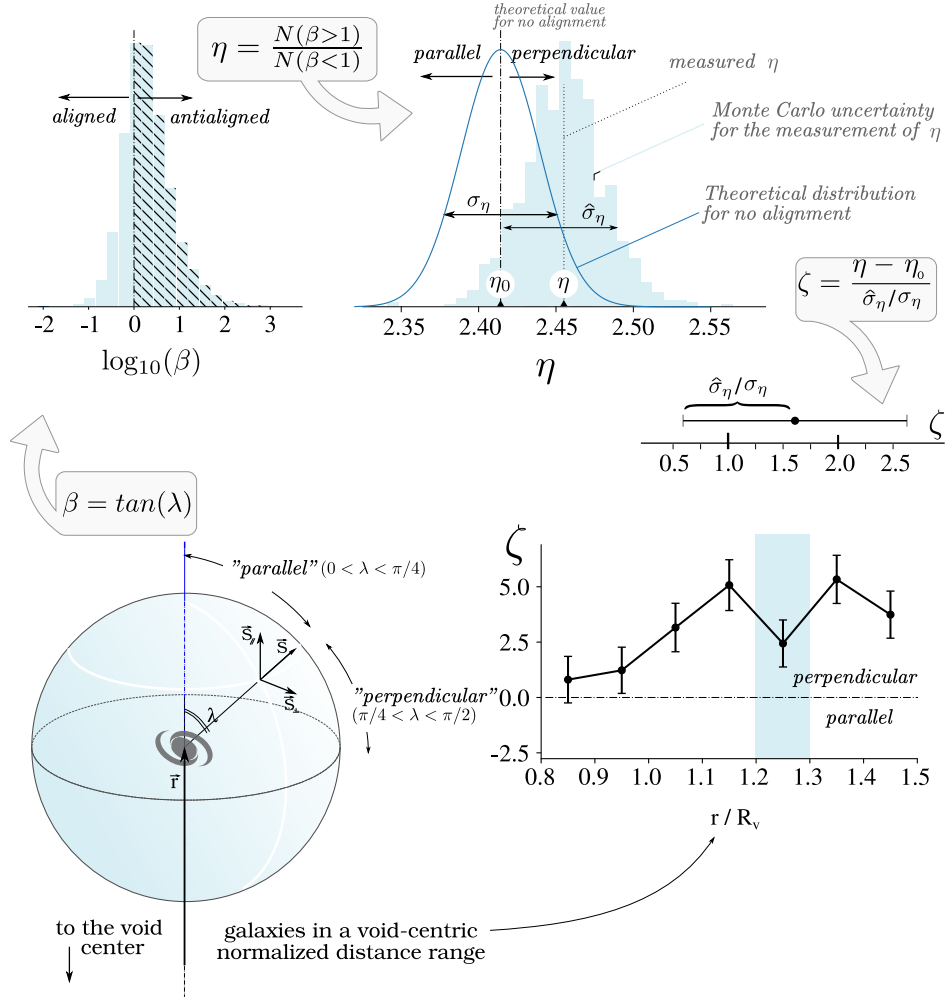 theoretical value
for no alignment
η = N(β>1) / N(β<1)
parallel perpendicular
measured η
Monte Carlo uncertainty
for the measurement of η
aligned antialigned
Theoretical distribution
for no alignment
σ_η
σ̂_η
η₀ η
-2 -1 0 1 2 3
log₁₀(β)
2.35 2.40 2.45 2.50 2.55
η
ζ = η − η₀ / σ̂_η/σ_η
σ̂_η/σ_η
ζ
0.5 1.0 1.5 2.0 2.5
β = tan(λ)
"parallel" (0 < λ < π/4)
S⃗∥ S⃗
S⃗⊥
"perpendicular"
(π/4 < λ < π/2)
λ
r⃗
to the void
center
galaxies in a void-centric
normalized distance range
ζ
5.0
2.5
0.0
-2.5
perpendicular
parallel
0.8 0.9 1.0 1.1 1.2 1.3 1.4 1.5
r / Rᵥ